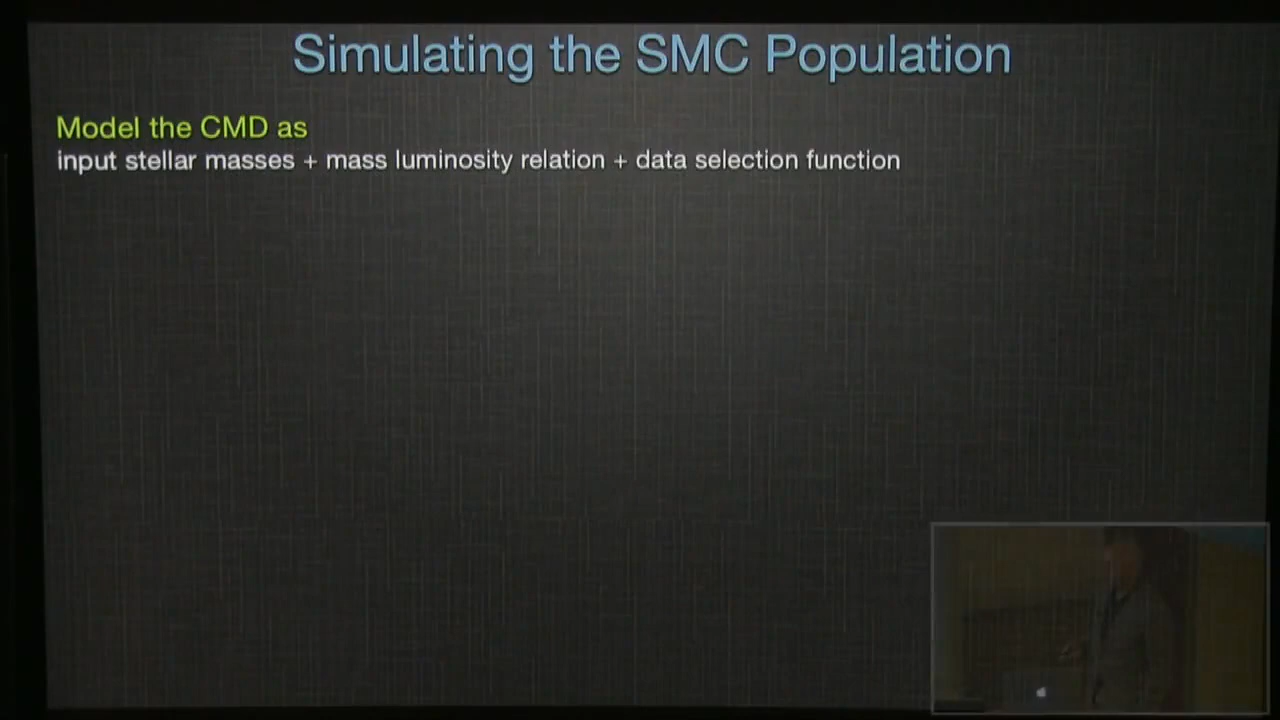 Simulating the SMC Population
Model the CMD as
input stellar masses + mass luminosity relation + data selection function